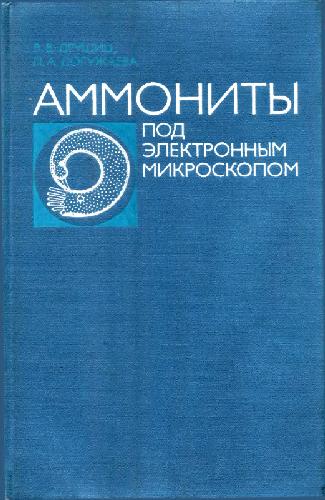 В. В. ДРУЩИЦ,
Л. А. ДОГУЖАЕВА
АММОНИТЫ
ПОД
ЭЛЕКТРОННЫМ
МИКРОСКОПОМ